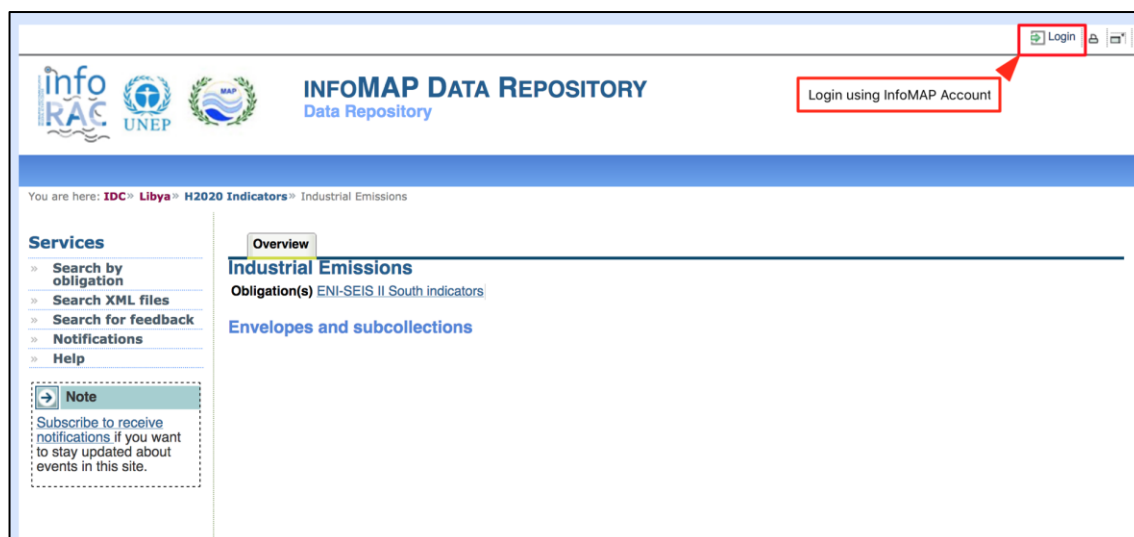 Login
Login using InfoMAP Account
info
RAC
UNEP
MAP
INFOMAP DATA REPOSITORY
Data Repository
You are here: IDC» Libya» H2020 Indicators» Industrial Emissions
Services
» Search by
obligation
» Search XML files
» Search for feedback
» Notifications
» Help
Note
Subscribe to receive
notifications if you want
to stay updated about
events in this site.
Overview
Industrial Emissions
Obligation(s) ENI-SEIS II South indicators
Envelopes and subcollections